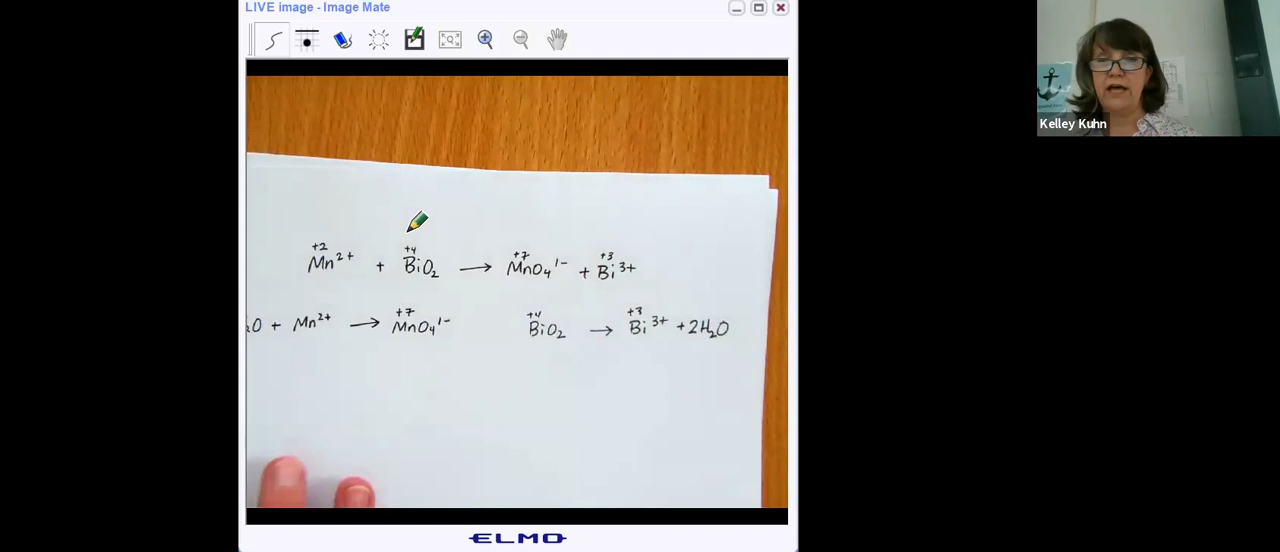 LIVE image - Image Mate
Kelley Kuhn
+2 +4 +7 +3
Mn²⁺ + BiO₂ → MnO₄¹⁻ + Bi³⁺
+7 +4 +3
₂O + Mn²⁺ → MnO₄¹⁻ BiO₂ → Bi³⁺ + 2H₂O
ELMO